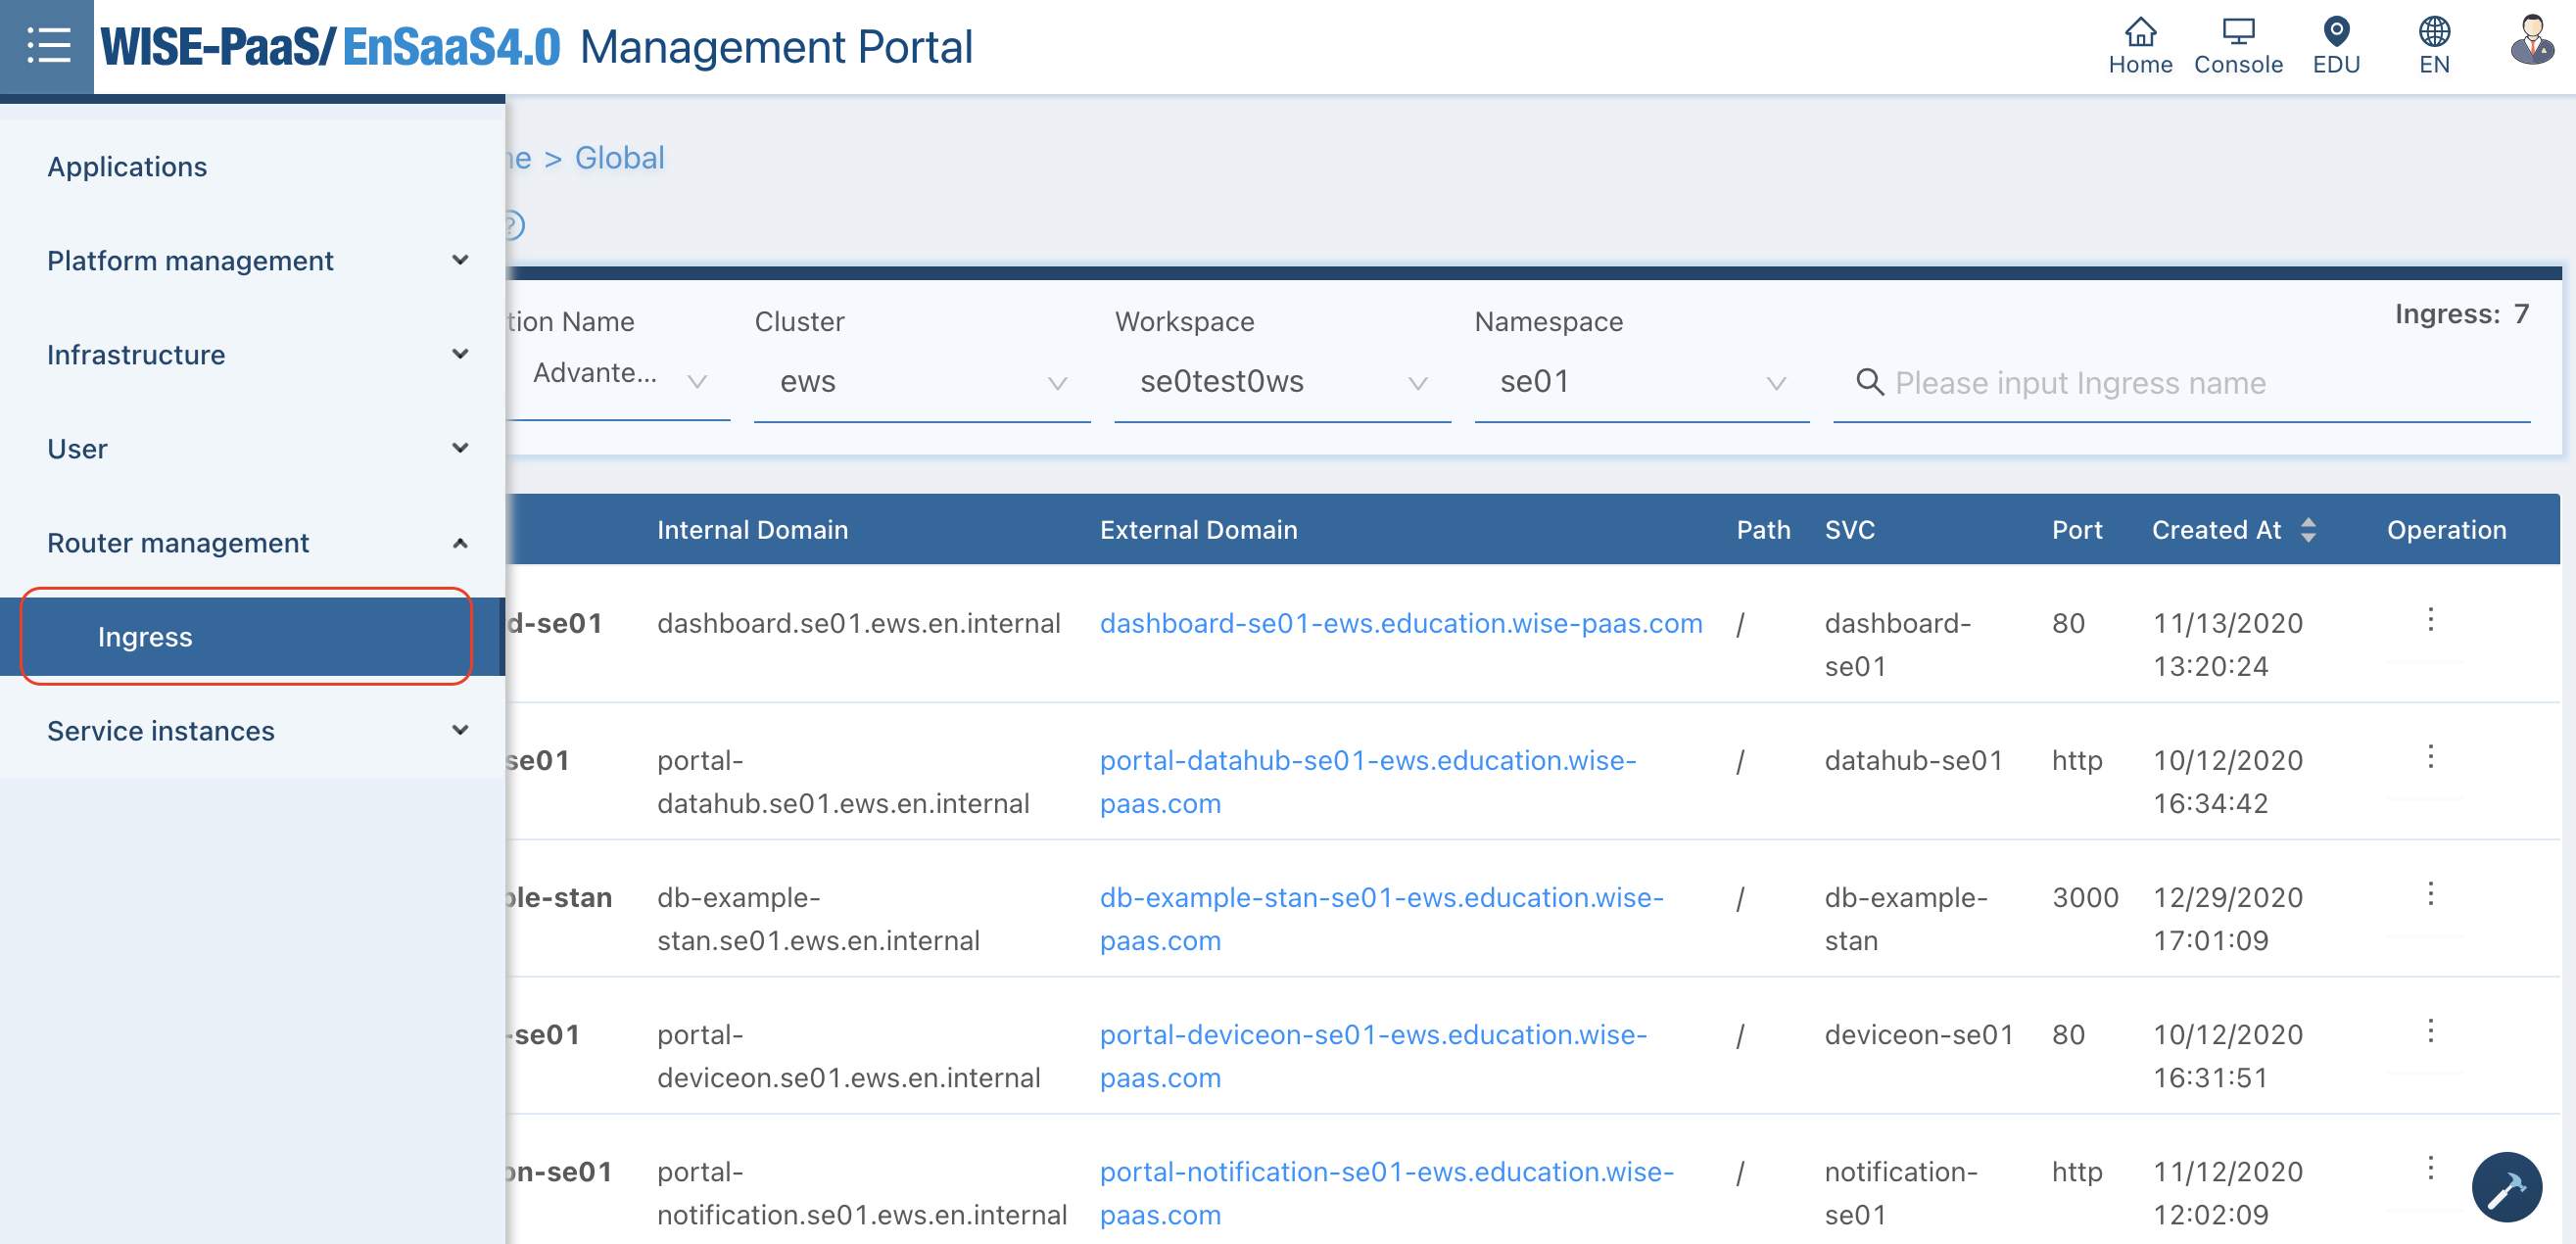 WISE-PaaS/ EnSaaS4.0 Management Portal
Home Console EDU EN
Applications
Platform management
Infrastructure
User
Router management
Ingress
Service instances
> Global
?
Name
Advante...
Cluster
ews
Workspace
se0test0ws
Namespace
se01
Ingress: 7
Please input Ingress name
Internal Domain External Domain Path SVC Port Created At Operation
d-se01 dashboard.se01.ews.en.internal dashboard-se01-ews.education.wise-paas.com / dashboard- 80 11/13/2020
se01 13:20:24
se01 portal- portal-datahub-se01-ews.education.wise- / datahub-se01 http 10/12/2020
datahub.se01.ews.en.internal paas.com 16:34:42
ple-stan db-example- db-example-stan-se01-ews.education.wise- / db-example- 3000 12/29/2020
stan.se01.ews.en.internal paas.com stan 17:01:09
-se01 portal- portal-deviceon-se01-ews.education.wise- / deviceon-se01 80 10/12/2020
deviceon.se01.ews.en.internal paas.com 16:31:51
on-se01 portal- portal-notification-se01-ews.education.wise- / notification- http 11/12/2020
notification.se01.ews.en.internal paas.com se01 12:02:09